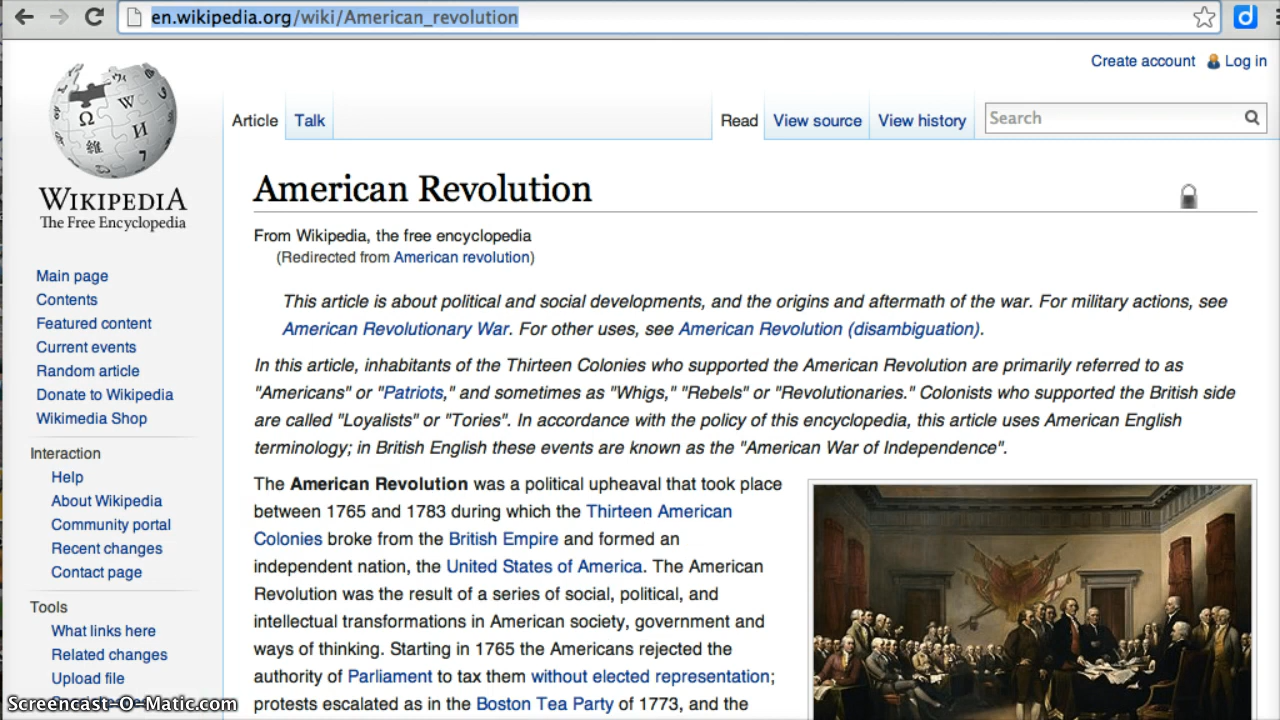 en.wikipedia.org/wiki/American_revolution
Create account Log in
Article Talk Read View source View history Search
WIKIPEDIA
The Free Encyclopedia
Main page
Contents
Featured content
Current events
Random article
Donate to Wikipedia
Wikimedia Shop
Interaction
Help
About Wikipedia
Community portal
Recent changes
Contact page
Tools
What links here
Related changes
Upload file
American Revolution
From Wikipedia, the free encyclopedia
(Redirected from American revolution)
This article is about political and social developments, and the origins and aftermath of the war. For military actions, see
American Revolutionary War. For other uses, see American Revolution (disambiguation).
In this article, inhabitants of the Thirteen Colonies who supported the American Revolution are primarily referred to as
"Americans" or "Patriots," and sometimes as "Whigs," "Rebels" or "Revolutionaries." Colonists who supported the British side
are called "Loyalists" or "Tories". In accordance with the policy of this encyclopedia, this article uses American English
terminology; in British English these events are known as the "American War of Independence".
The American Revolution was a political upheaval that took place
between 1765 and 1783 during which the Thirteen American
Colonies broke from the British Empire and formed an
independent nation, the United States of America. The American
Revolution was the result of a series of social, political, and
intellectual transformations in American society, government and
ways of thinking. Starting in 1765 the Americans rejected the
authority of Parliament to tax them without elected representation;
protests escalated as in the Boston Tea Party of 1773, and the
Screencast-O-Matic.com